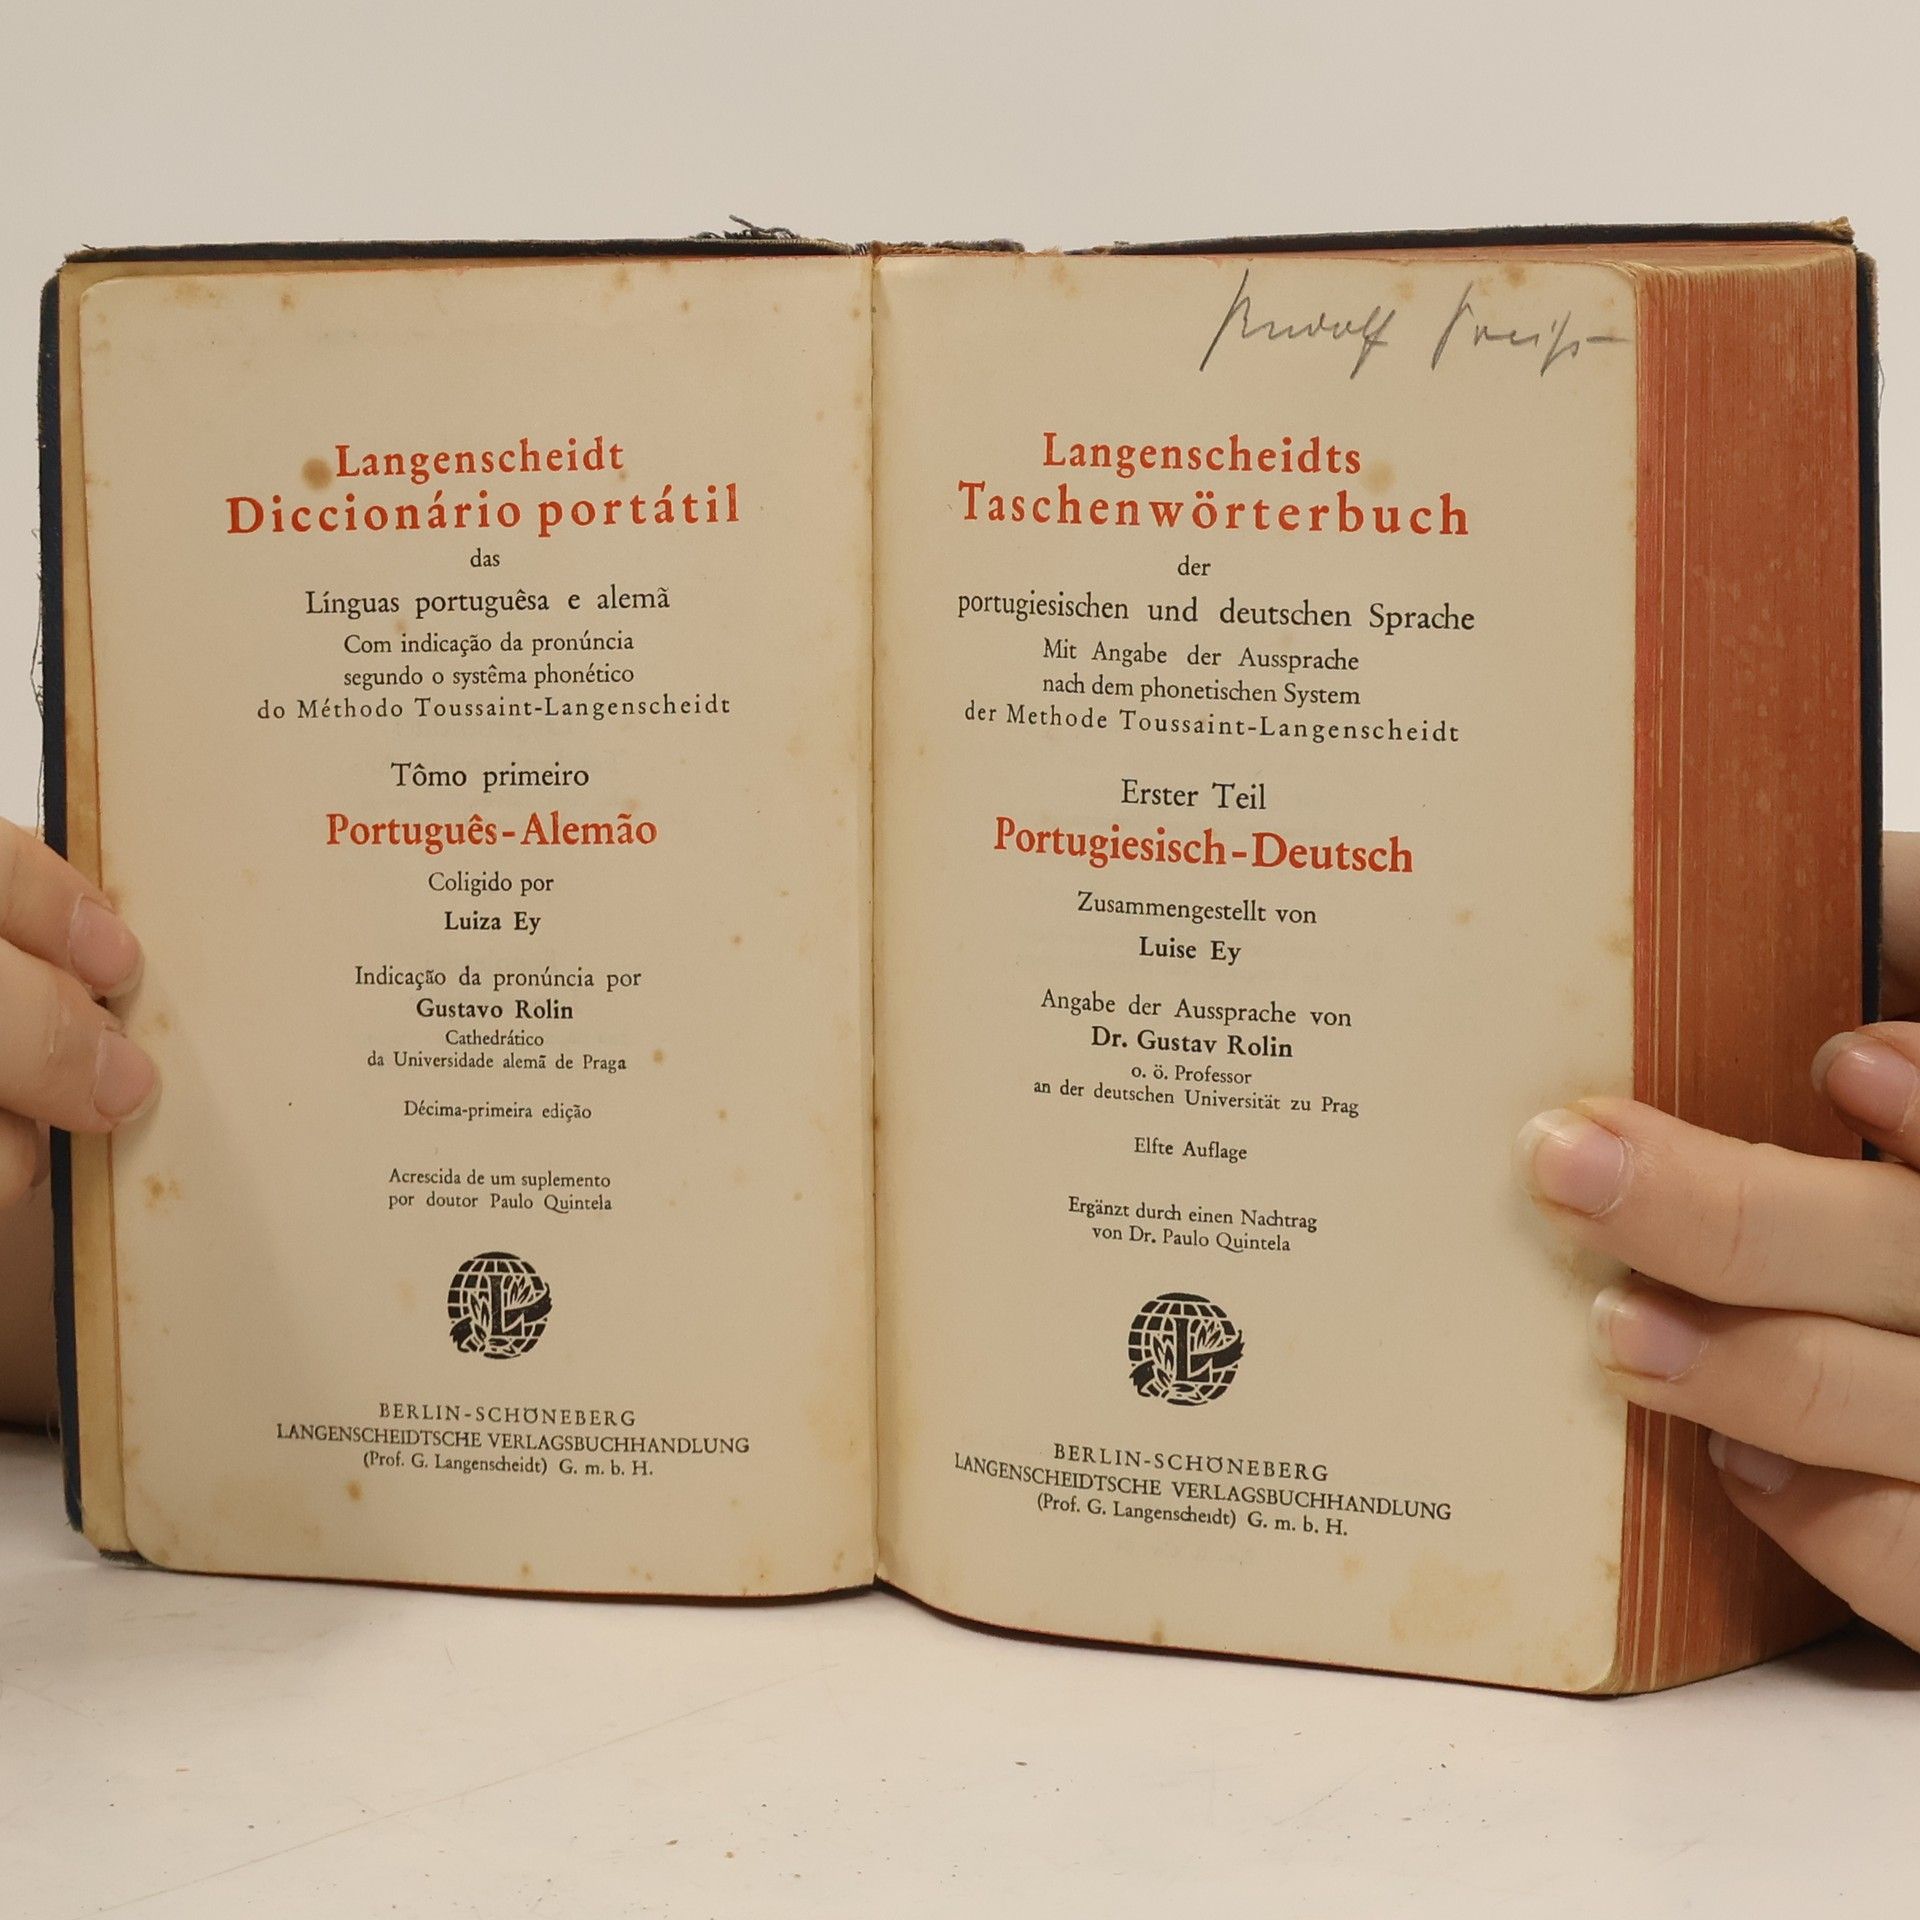 Langenscheidt
Diccionário portátil
das
Línguas portuguêsa e alemã
Com indicação da pronúncia
segundo o systêma phonético
do Méthodo Toussaint-Langenscheidt
Tômo primeiro
Português-Alemão
Coligido por
Luiza Ey
Indicação da pronúncia por
Gustavo Rolin
Cathedrático
da Universidade alemã de Praga
Décima-primeira edição
Acrescida de um suplemento
por doutor Paulo Quintela
L
BERLIN-SCHÖNEBERG
LANGENSCHEIDTSCHE VERLAGSBUCHHANDLUNG
(Prof. G. Langenscheidt) G. m. b. H.
Rudolf
Langenscheidts
Taschenwörterbuch
der
portugiesischen und deutschen Sprache
Mit Angabe der Aussprache
nach dem phonetischen System
der Methode Toussaint-Langenscheidt
Erster Teil
Portugiesisch-Deutsch
Zusammengestellt von
Luise Ey
Angabe der Aussprache von
Dr. Gustav Rolin
o. ö. Professor
an der deutschen Universität zu Prag
Elfte Auflage
Ergänzt durch einen Nachtrag
von Dr. Paulo Quintela
L
BERLIN-SCHÖNEBERG
LANGENSCHEIDTSCHE VERLAGSBUCHHANDLUNG
(Prof. G. Langenscheidt) G. m. b. H.